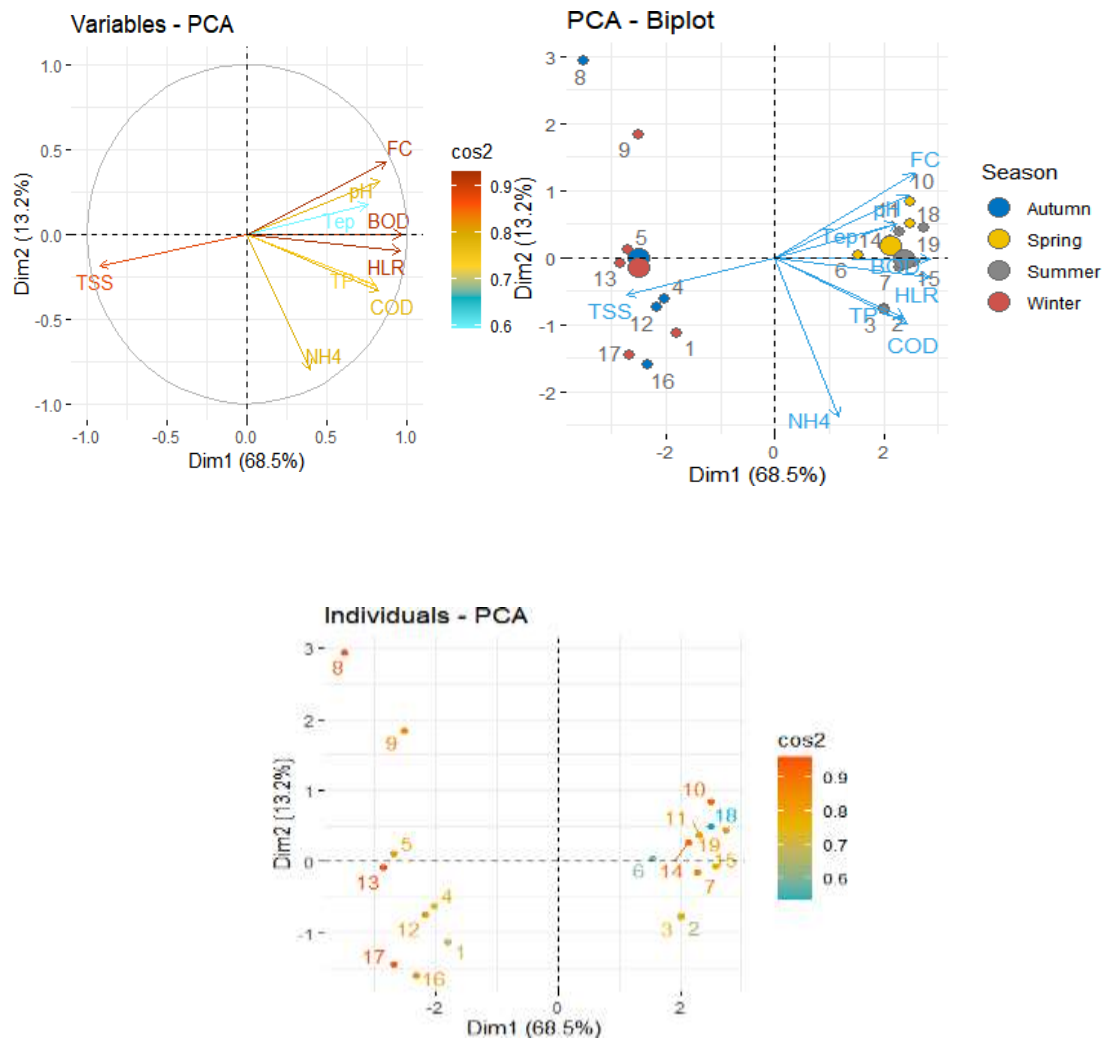 Variables - PCA
1.0
0.5
0.0
-0.5
-1.0
Dim2 (13.2%)
FC
pH
Tep
BOD
HLR
TSS
TP
COD
NH4
-1.0 -0.5 0.0 0.5 1.0
Dim1 (68.5%)
cos2
0.9
0.8
0.7
0.6
PCA - Biplot
3
2
1
0
-1
-2
Dim2 (13.2%)
8
9
FC
10
pH
18
Tep
14
19
5
6
BOD
13
7
15
TSS
4
HLR
12
TP
3
2
COD
1
17
16
NH4
-2 0 2
Dim1 (68.5%)
Season
Autumn
Spring
Summer
Winter
Individuals - PCA
3
2
1
0
-1
Dim2 (13.2%)
8
9
10
11
18
5
19
15
13
6
14
7
4
12
3
2
1
17
16
-2 0 2
Dim1 (68.5%)
cos2
0.9
0.8
0.7
0.6